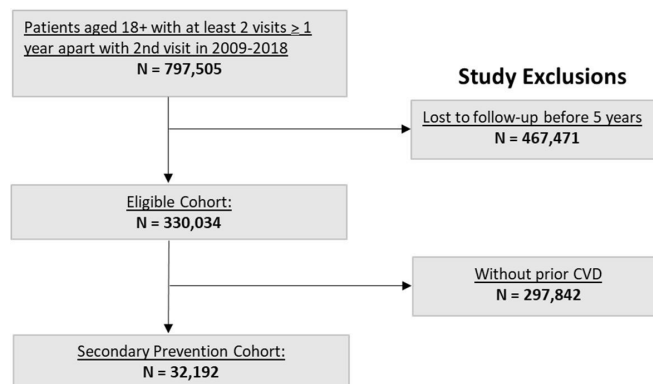 Patients aged 18+ with at least 2 visits ≥ 1
year apart with 2nd visit in 2009-2018
N = 797,505
Study Exclusions
Lost to follow-up before 5 years
N = 467,471
Eligible Cohort:
N = 330,034
Without prior CVD
N = 297,842
Secondary Prevention Cohort:
N = 32,192